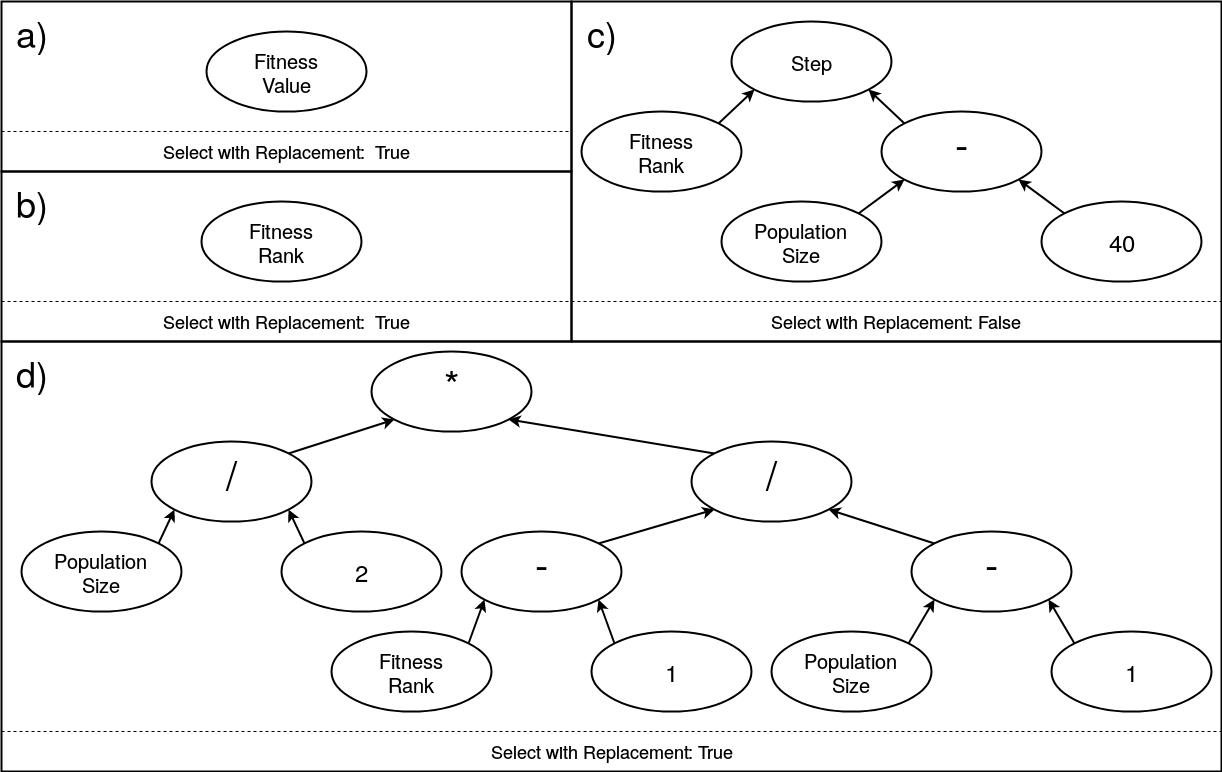 a)
Fitness
Value
Select with Replacement: True
b)
Fitness
Rank
Select with Replacement: True
c)
Step
Fitness
Rank
-
Population
Size
40
Select with Replacement: False
d)
*
/
/
Population
Size
2
-
-
Fitness
Rank
1
Population
Size
1
Select with Replacement: True